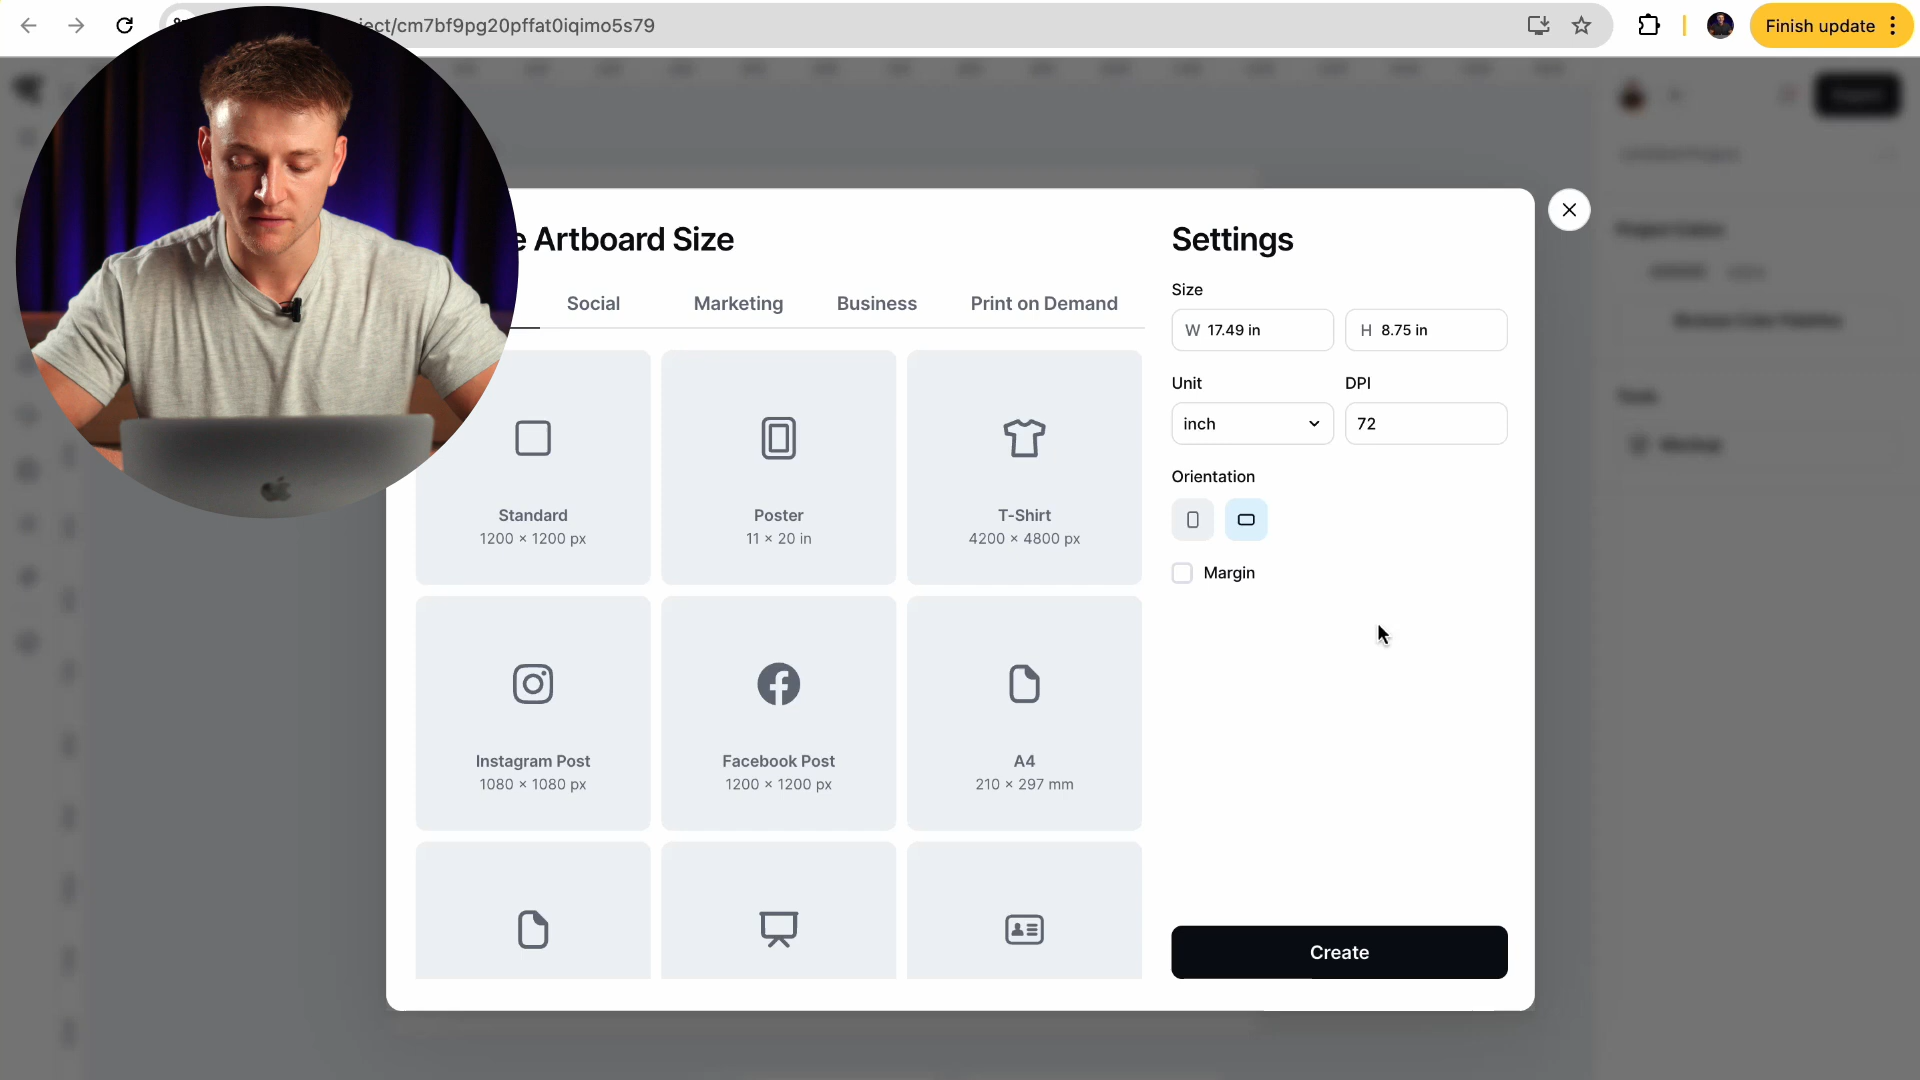 ject/cm7bf9pg20pffat0iqimo5s79
Finish update
e Artboard Size
Social
Marketing
Business
Print on Demand
Standard
1200 × 1200 px
Poster
11 × 20 in
T-Shirt
4200 × 4800 px
Instagram Post
1080 × 1080 px
Facebook Post
1200 × 1200 px
A4
210 × 297 mm
Settings
Size
W 17.49 in
H 8.75 in
Unit
DPI
inch
72
Orientation
Margin
Create